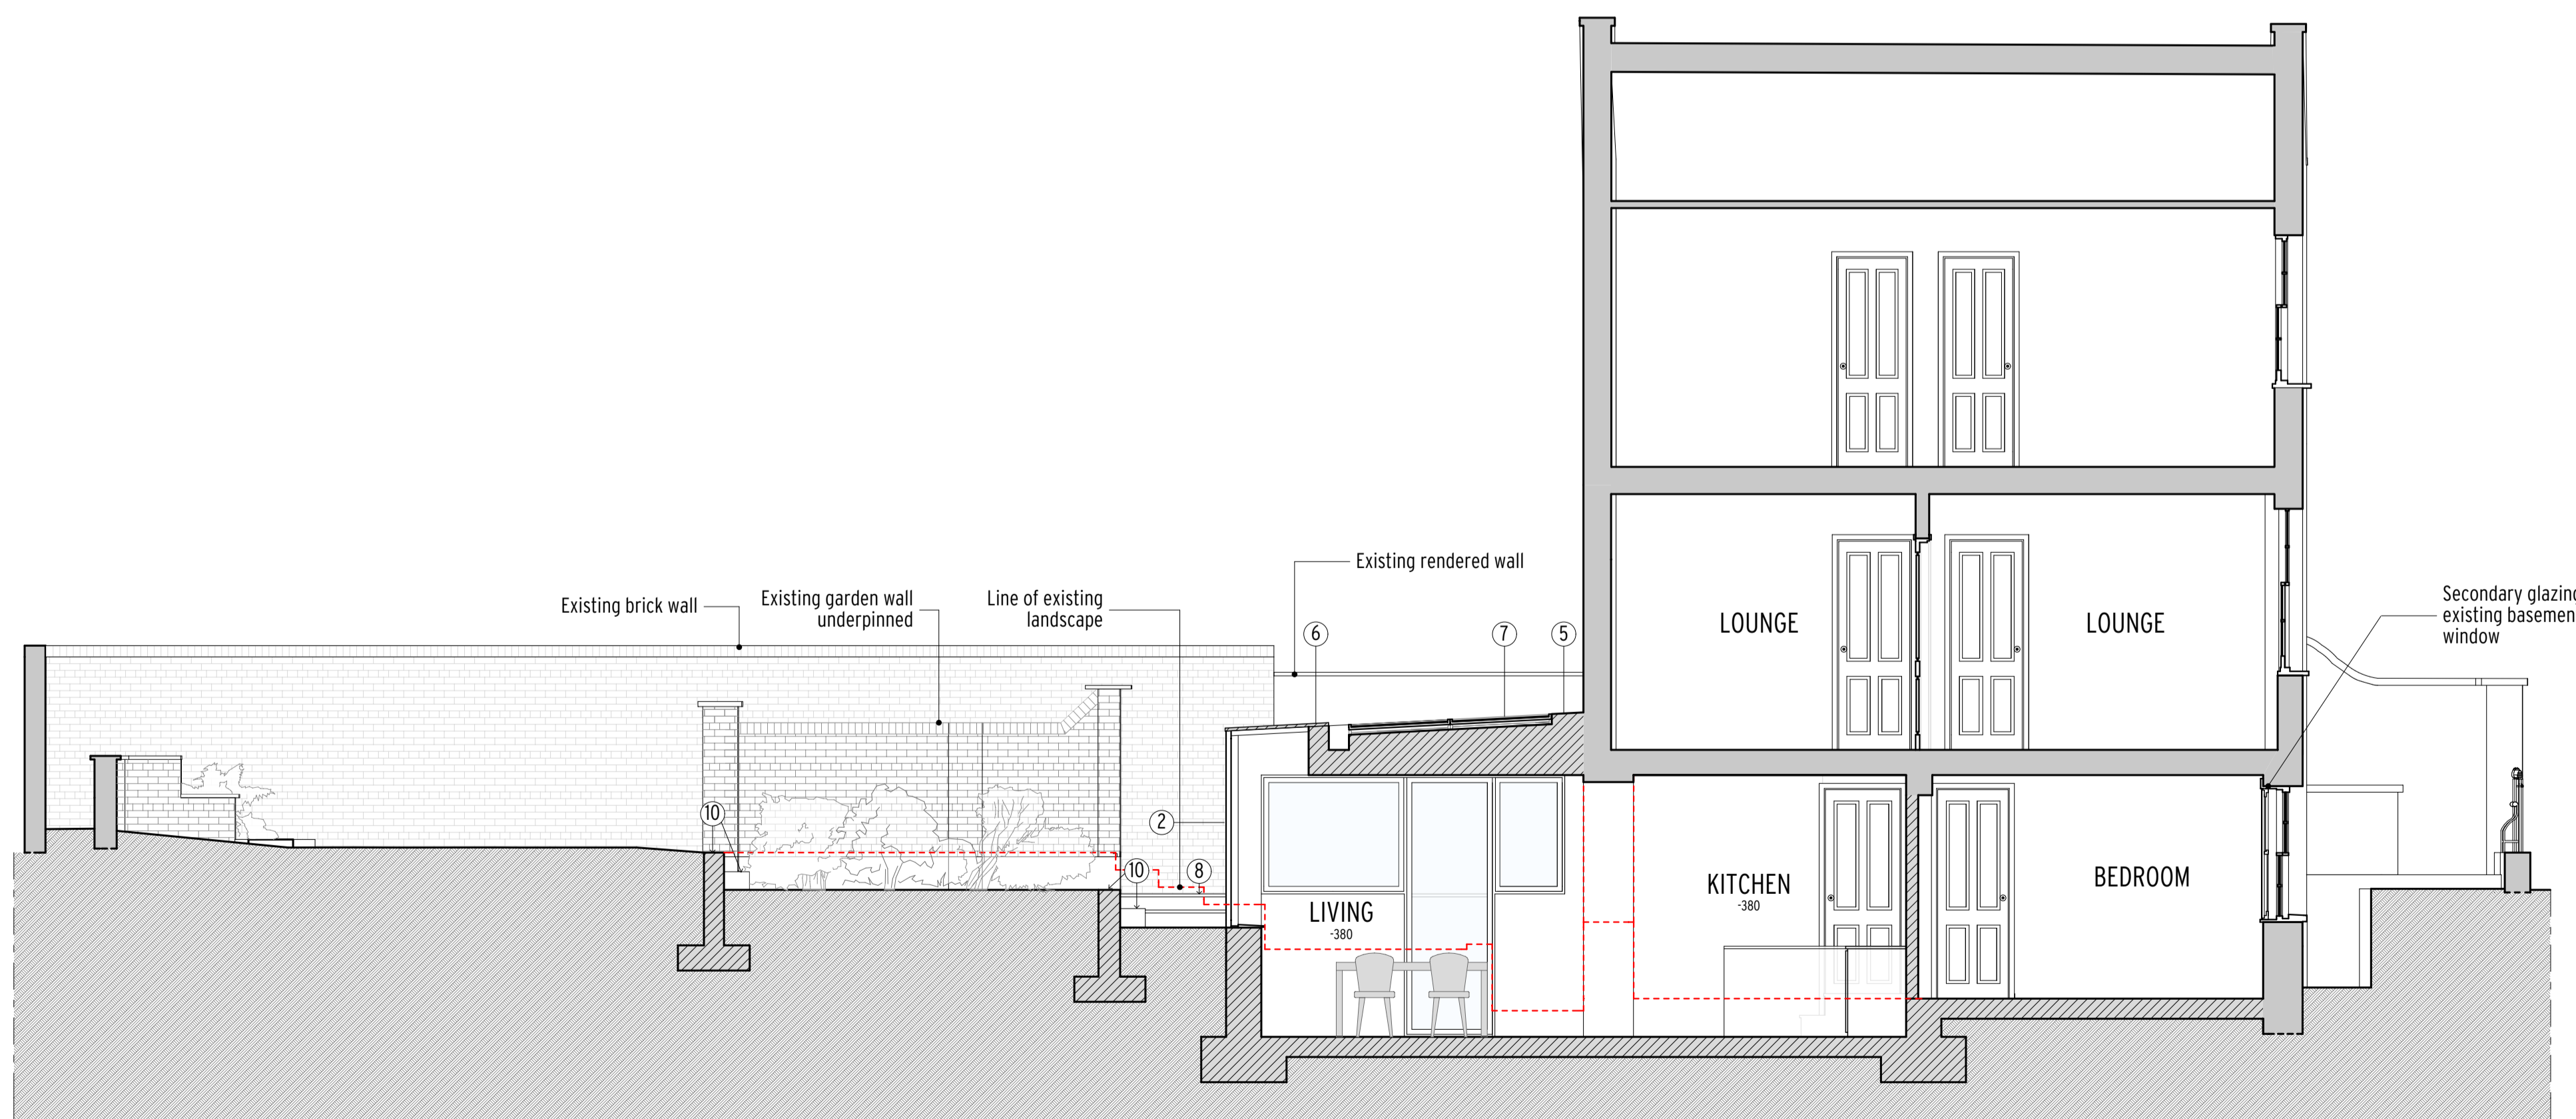 Existing rendered wall
Existing brick wall
Existing garden wall
underpinned
Line of existing
landscape
6
7
5
LOUNGE
LOUNGE
Secondary glazing
existing basemen
window
10
2
10
8
LIVING
-380
KITCHEN
-380
BEDROOM